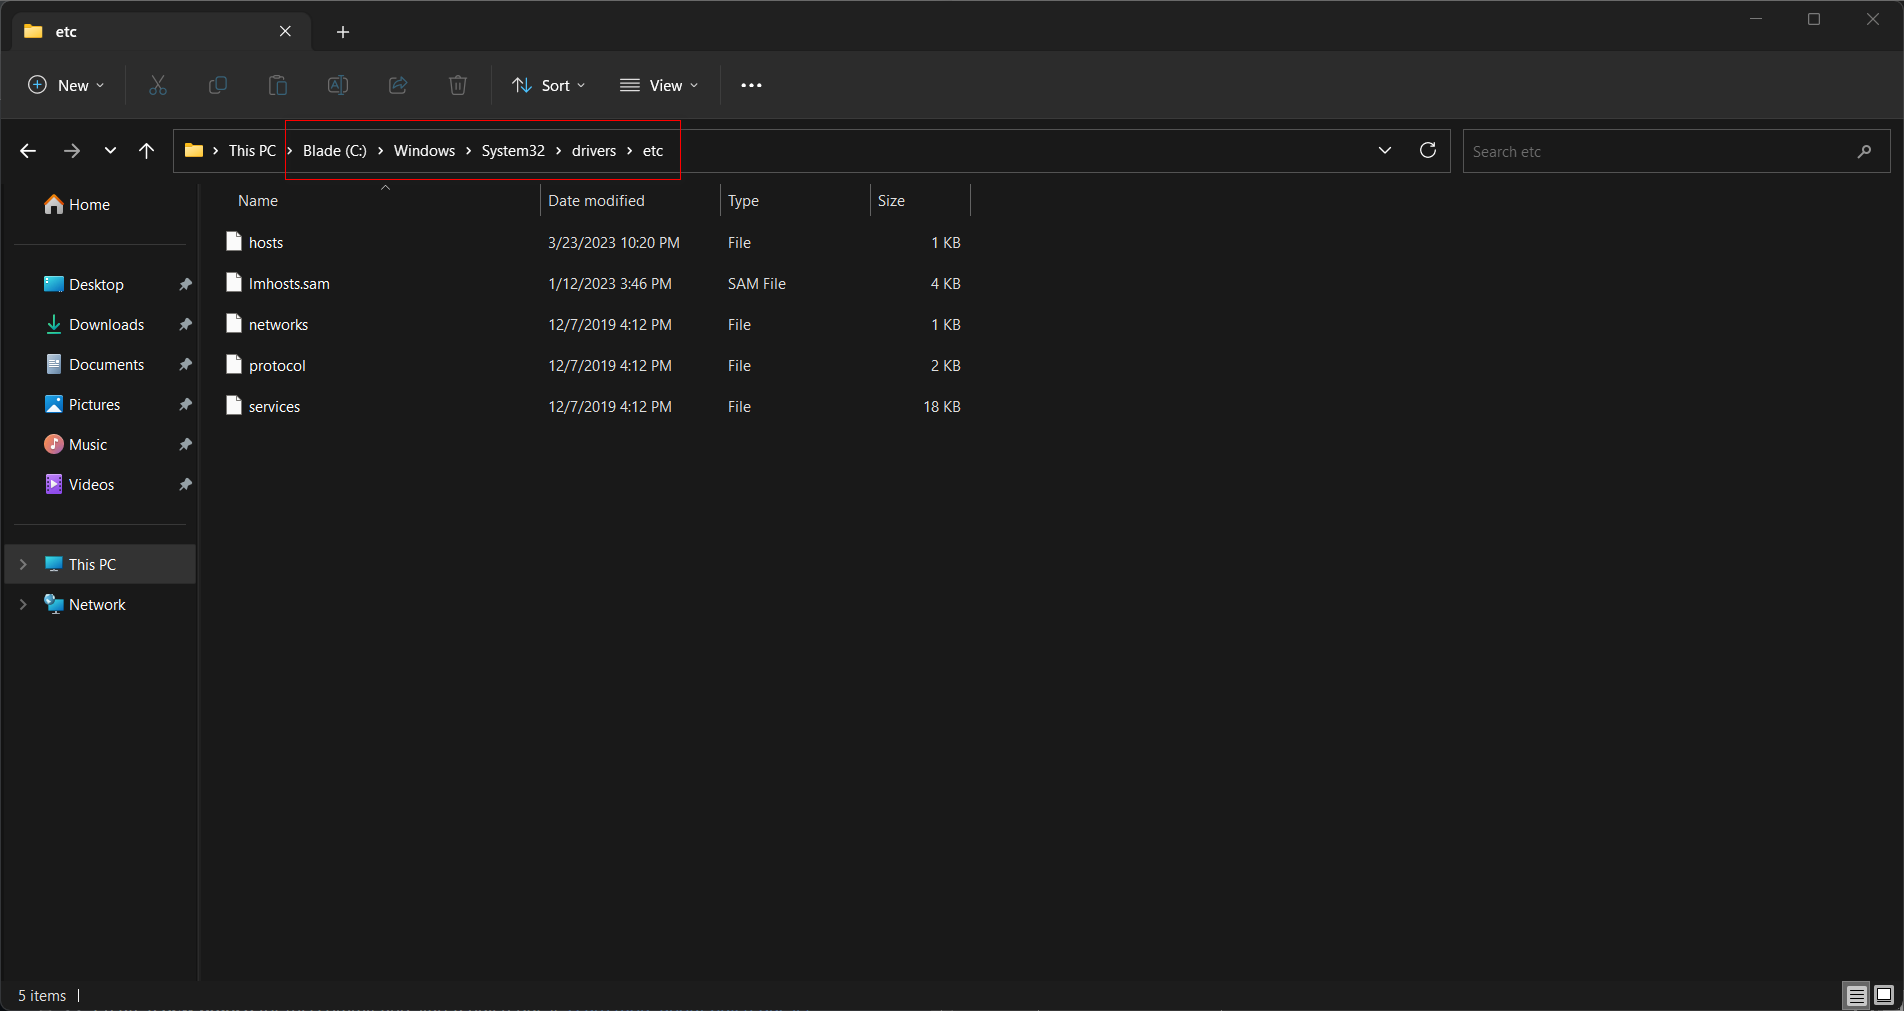 etc
New Sort View
This PC Blade (C:) Windows System32 drivers etc
Search etc
Name Date modified Type Size
hosts 3/23/2023 10:20 PM File 1 KB
lmhosts.sam 1/12/2023 3:46 PM SAM File 4 KB
networks 12/7/2019 4:12 PM File 1 KB
protocol 12/7/2019 4:12 PM File 2 KB
services 12/7/2019 4:12 PM File 18 KB
Home
Desktop
Downloads
Documents
Pictures
Music
Videos
This PC
Network
5 items